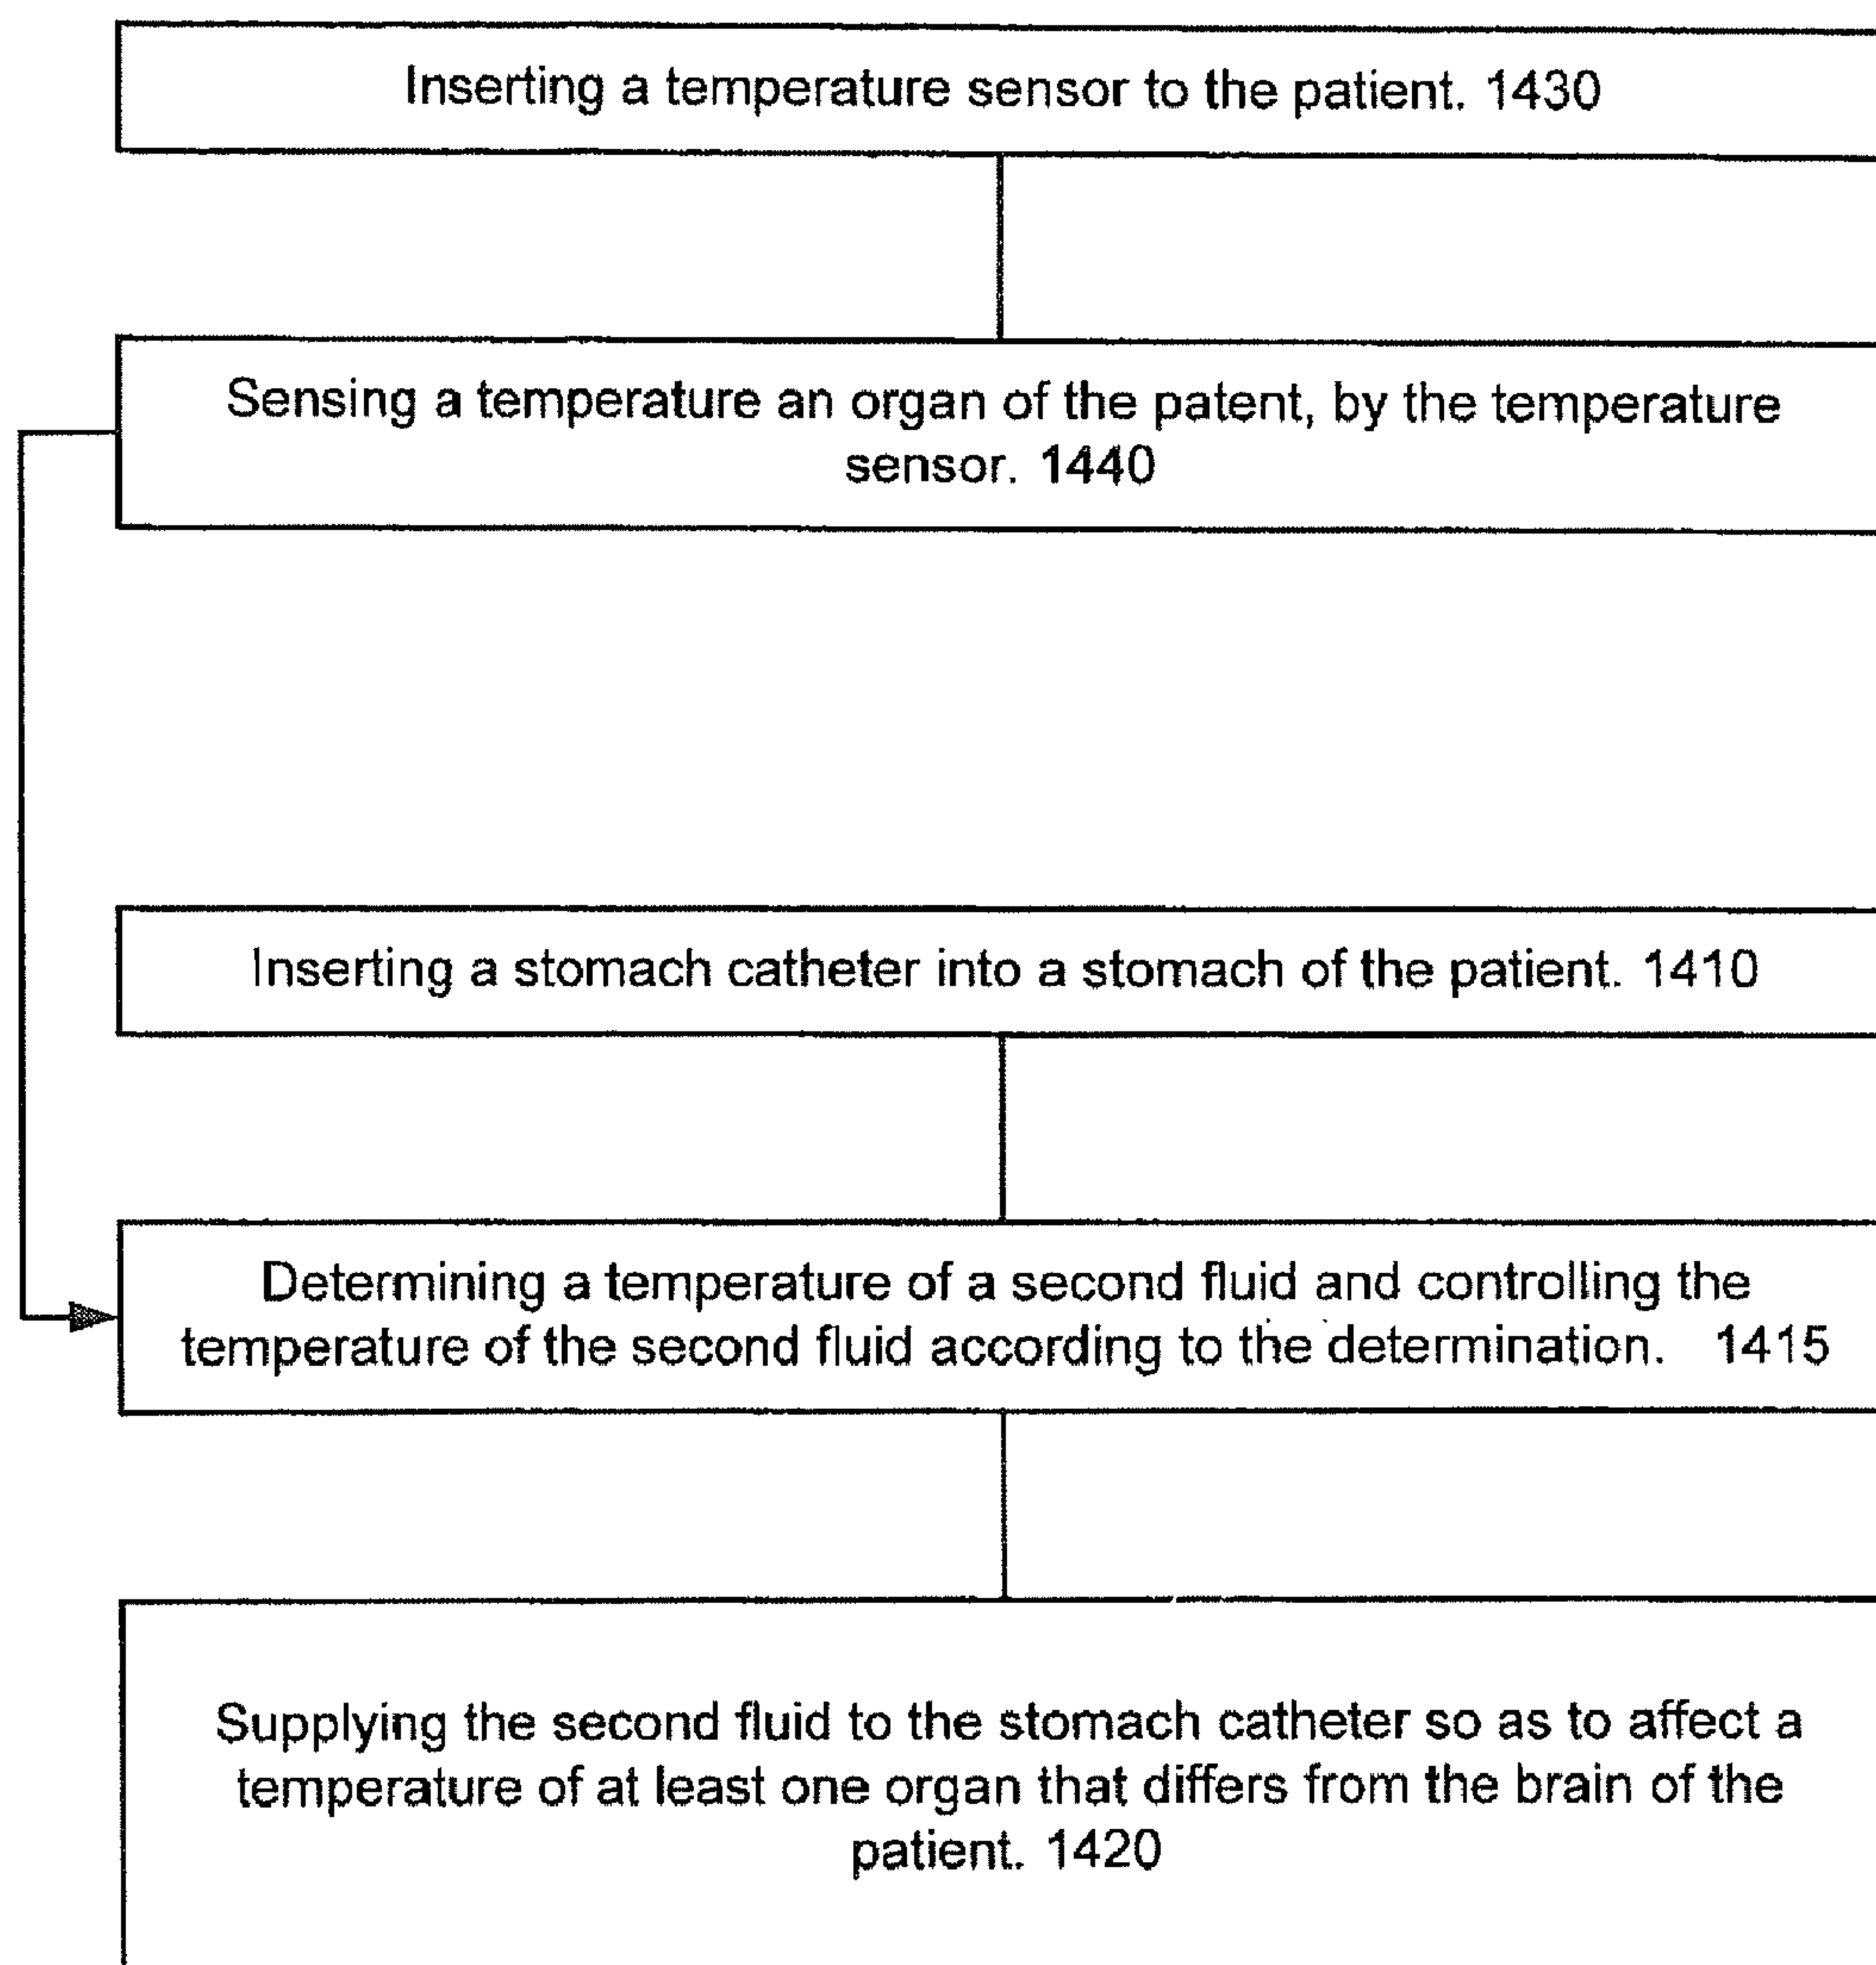 Inserting a temperature sensor to the patient. 1430
Sensing a temperature an organ of the patent, by the temperature
sensor. 1440
Inserting a stomach catheter into a stomach of the patient. 1410
Determining a temperature of a second fluid and controlling the
temperature of the second fluid according to the determination. 1415
Supplying the second fluid to the stomach catheter so as to affect a
temperature of at least one organ that differs from the brain of the
patient. 1420